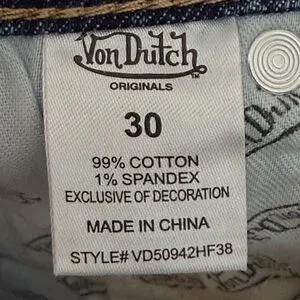 Von Dutch
ORIGINALS
30
99% COTTON
1% SPANDEX
EXCLUSIVE OF DECORATION
MADE IN CHINA
STYLE# VD50942HF38